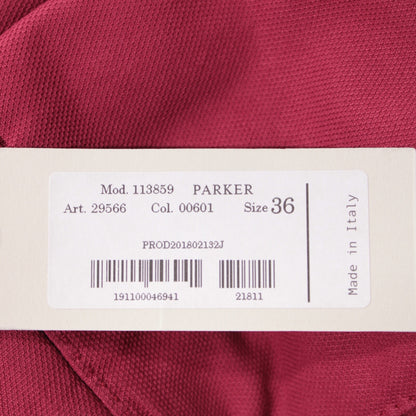 Mod. 113859 PARKER
Art. 29566 Col. 00601 Size 36
PROD201802132J
191100046941 21811
Made in Italy